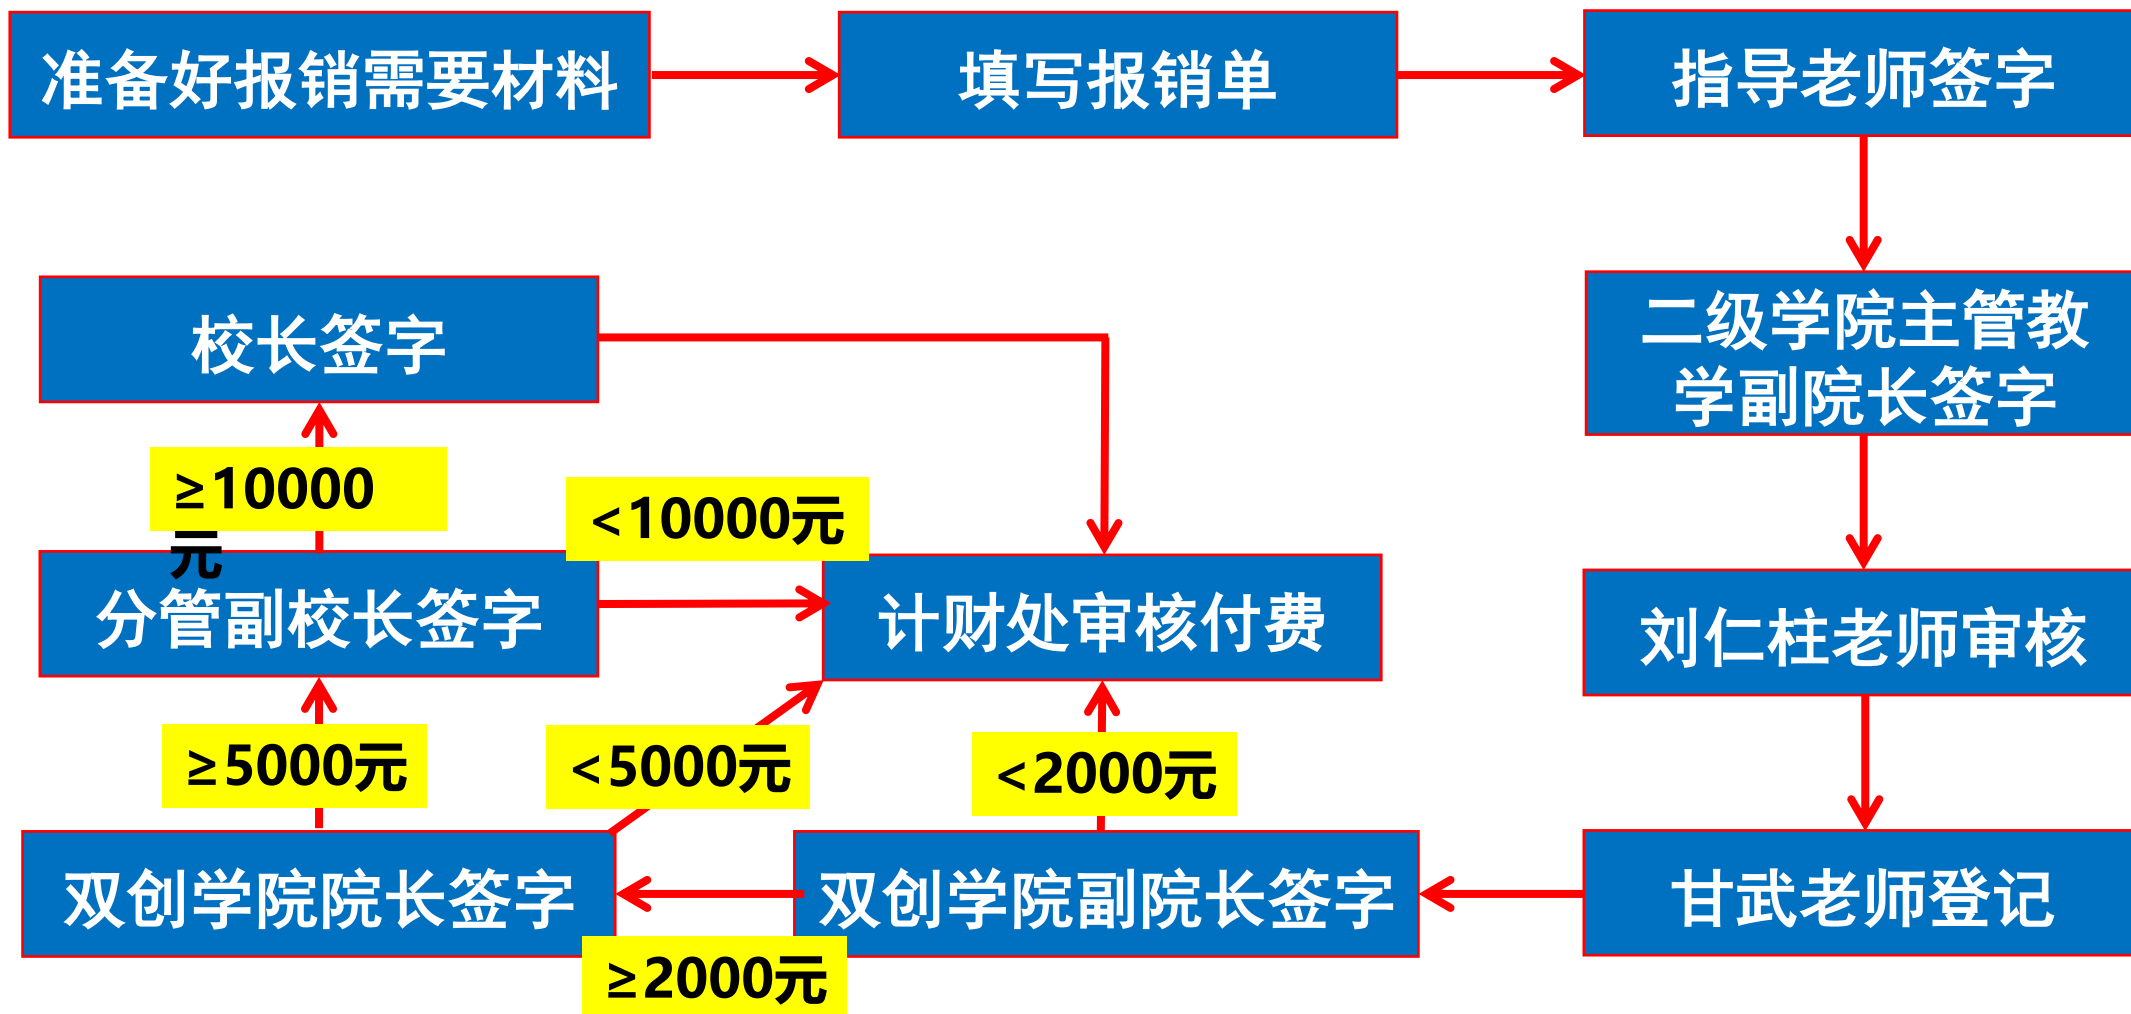 准备好报销需要材料
填写报销单
指导老师签字
校长签字
二级学院主管教
学副院长签字
≥10000
元
<10000元
分管副校长签字
计财处审核付费
刘仁柱老师审核
≥5000元
<5000元
<2000元
双创学院院长签字
双创学院副院长签字
甘武老师登记
≥2000元